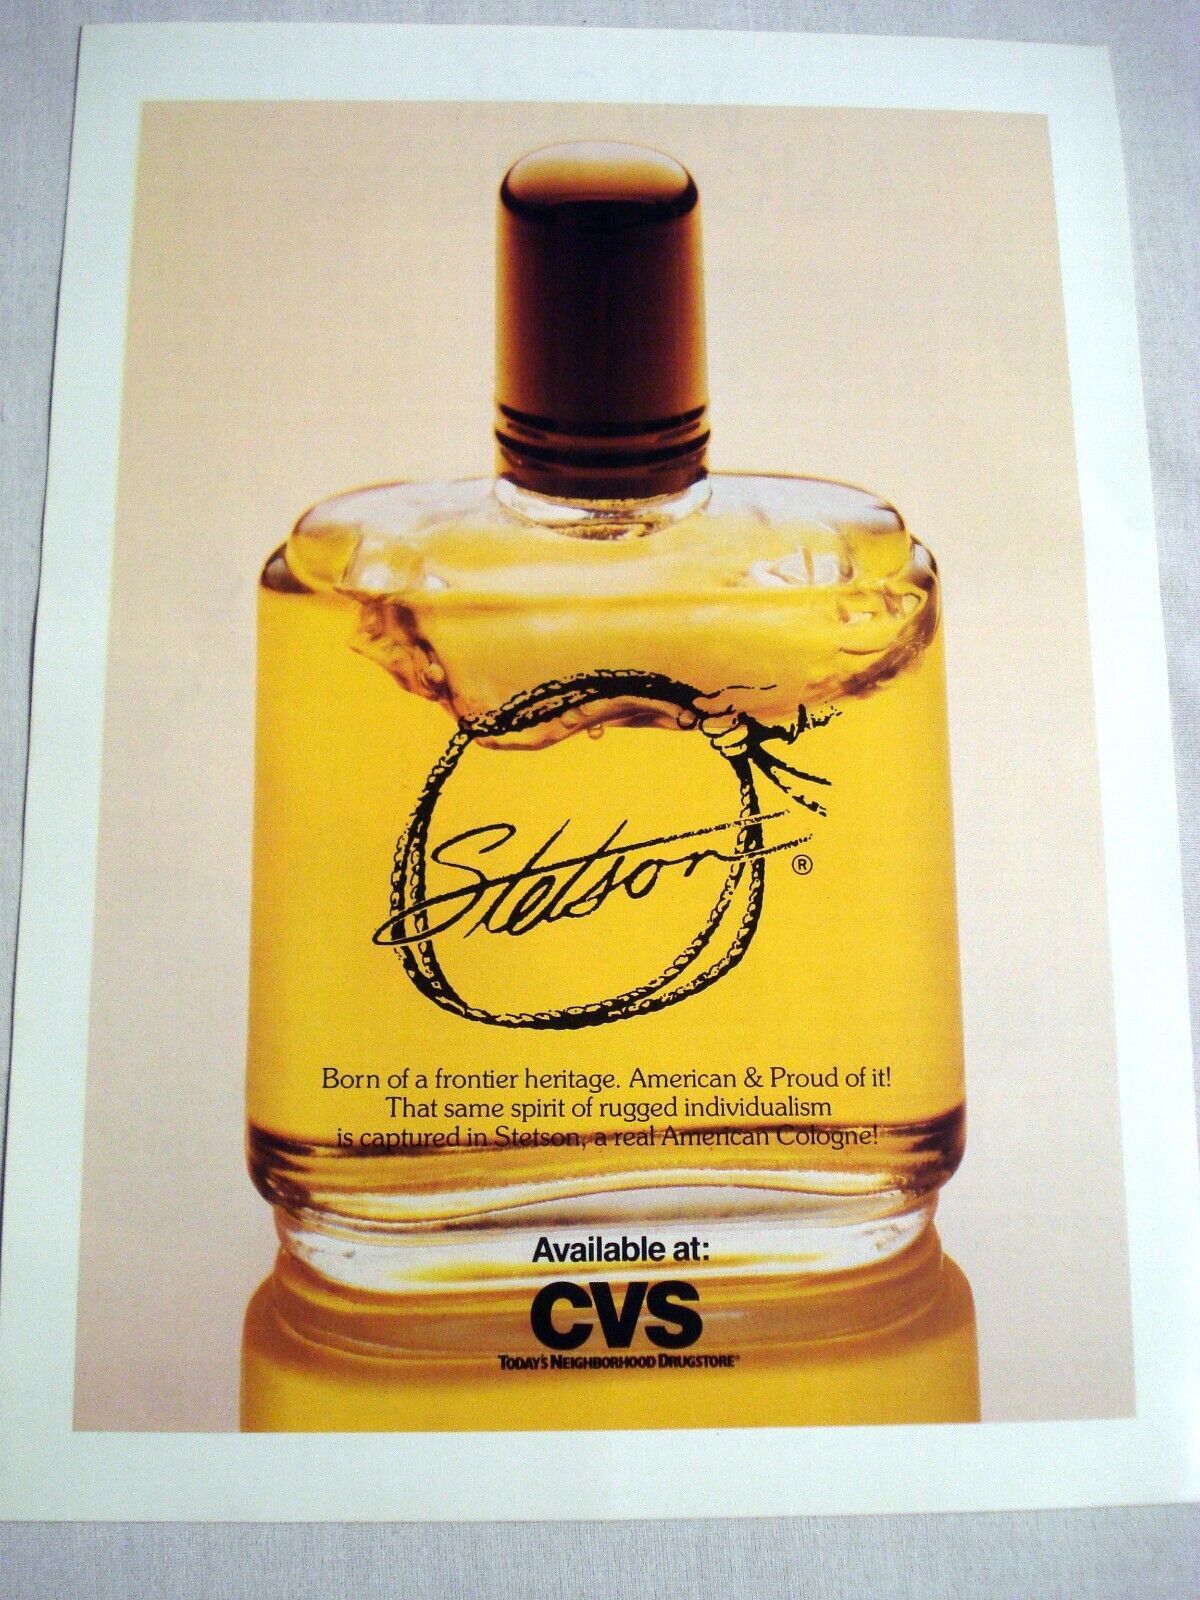 Stetson ®
Born of a frontier heritage. American & Proud of it!
That same spirit of rugged individualism
is captured in Stetson, a real American Cologne!
Available at:
CVS
TODAY'S NEIGHBORHOOD DRUGSTORE®